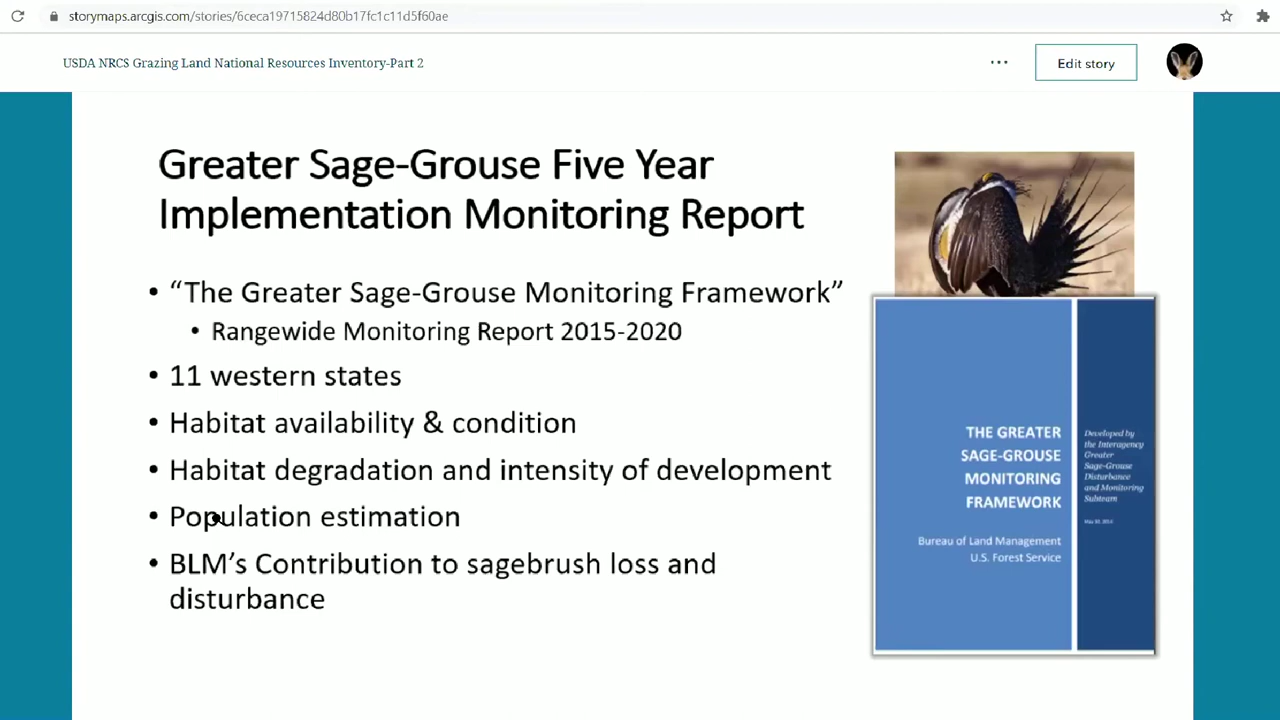 storymaps.arcgis.com/stories/6ceca19715824d80b17fc1c11d5f60ae
USDA NRCS Grazing Land National Resources Inventory-Part 2
Edit story
Greater Sage-Grouse Five Year
Implementation Monitoring Report
• “The Greater Sage-Grouse Monitoring Framework”
• Rangewide Monitoring Report 2015-2020
• 11 western states
• Habitat availability & condition
• Habitat degradation and intensity of development
• Population estimation
• BLM’s Contribution to sagebrush loss and
disturbance
THE GREATER
SAGE-GROUSE
MONITORING
FRAMEWORK
Bureau of Land Management
U.S. Forest Service
Developed by
the Interagency
Greater
Sage-Grouse
Disturbance
and Monitoring
Subteam